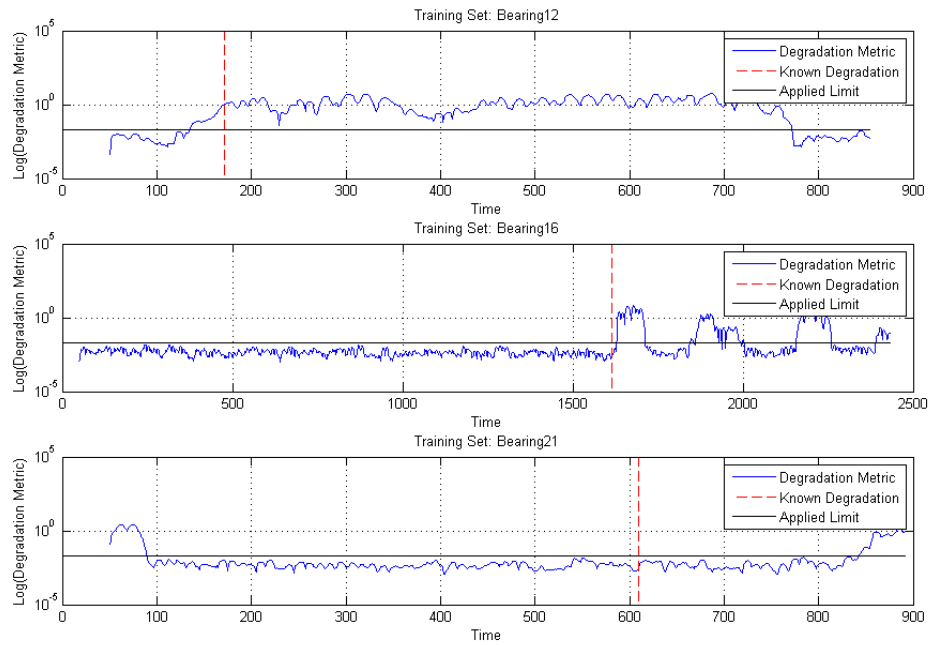 Training Set: Bearing12
Log(Degradation Metric)
10^5
10^0
10^-5
Degradation Metric
Known Degradation
Applied Limit
0 100 200 300 400 500 600 700 800 900
Time
Training Set: Bearing16
Log(Degradation Metric)
10^5
10^0
10^-5
Degradation Metric
Known Degradation
Applied Limit
0 500 1000 1500 2000 2500
Time
Training Set: Bearing21
Log(Degradation Metric)
10^5
10^0
10^-5
Degradation Metric
Known Degradation
Applied Limit
0 100 200 300 400 500 600 700 800 900
Time